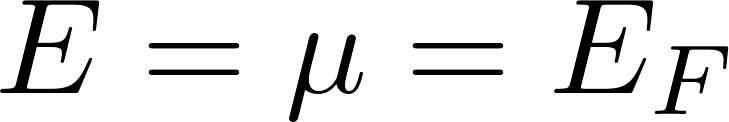 E = μ = E_F